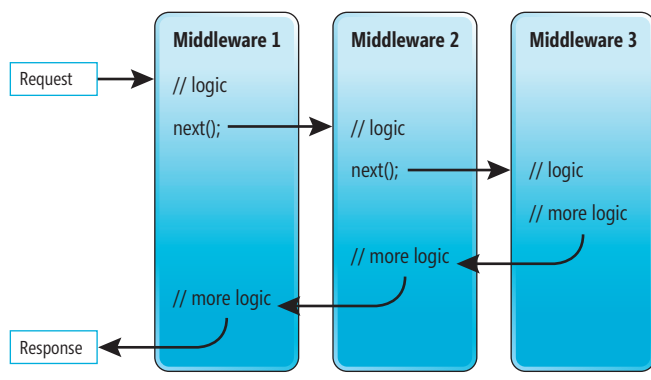 Middleware 1
Middleware 2
Middleware 3
Request
// logic
next();
// logic
next();
// logic
// more logic
// more logic
// more logic
Response